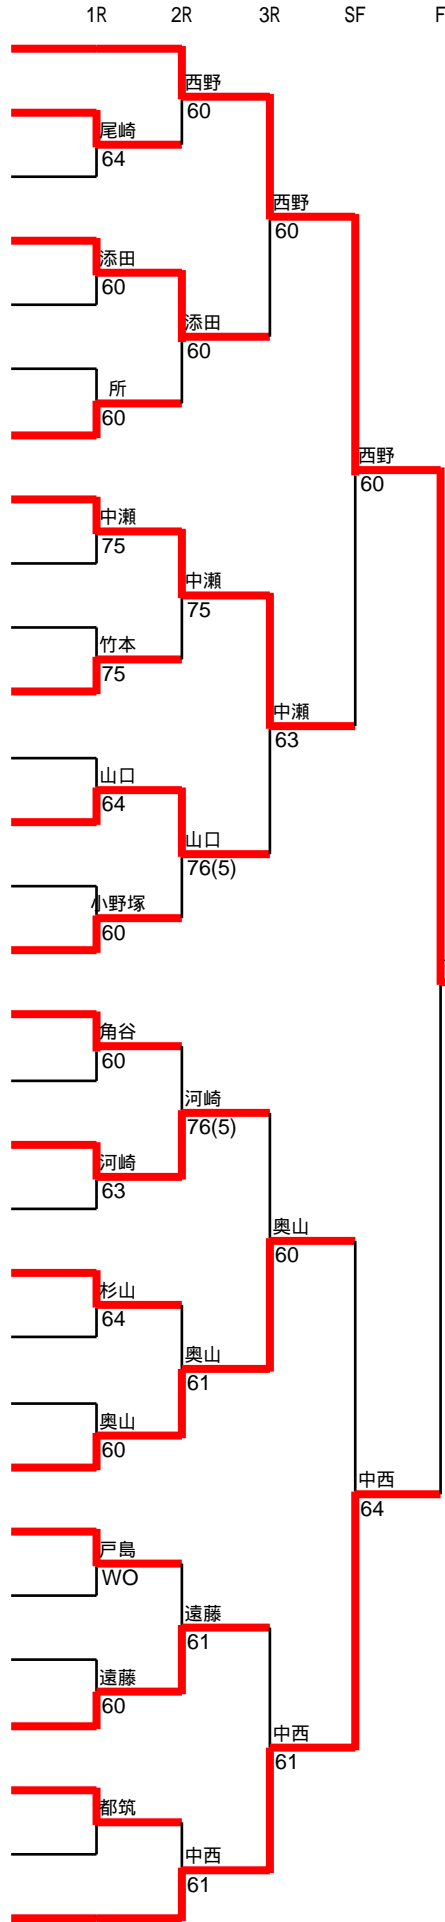 1R 2R 3R SF F
西野
60
尾崎
64
西野
60
添田
60
添田
60
所
60
西野
60
中瀬
75
中瀬
75
竹本
75
中瀬
63
山口
64
山口
76(5)
小野塚
60
角谷
60
河崎
76(5)
河崎
63
奥山
60
杉山
64
奥山
61
奥山
60
中西
64
戸島
WO
遠藤
61
遠藤
60
中西
61
都筑
中西
61